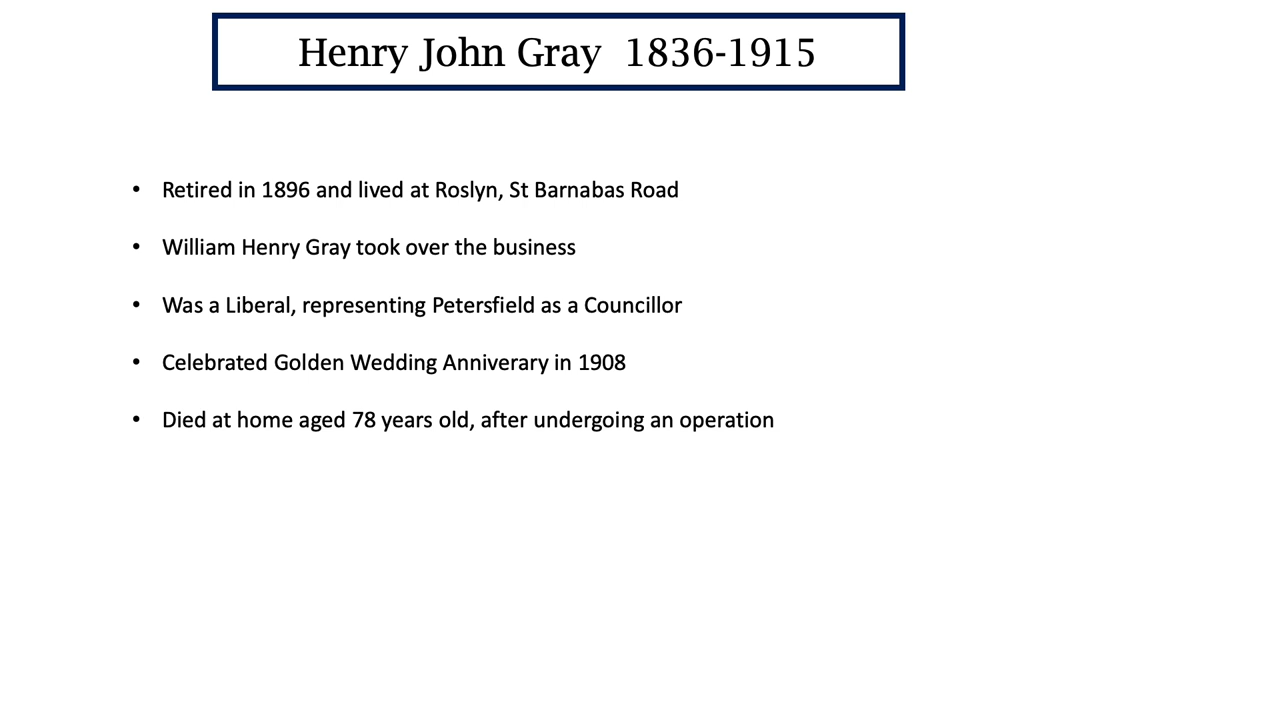 Henry John Gray 1836-1915
• Retired in 1896 and lived at Roslyn, St Barnabas Road
• William Henry Gray took over the business
• Was a Liberal, representing Petersfield as a Councillor
• Celebrated Golden Wedding Anniverary in 1908
• Died at home aged 78 years old, after undergoing an operation